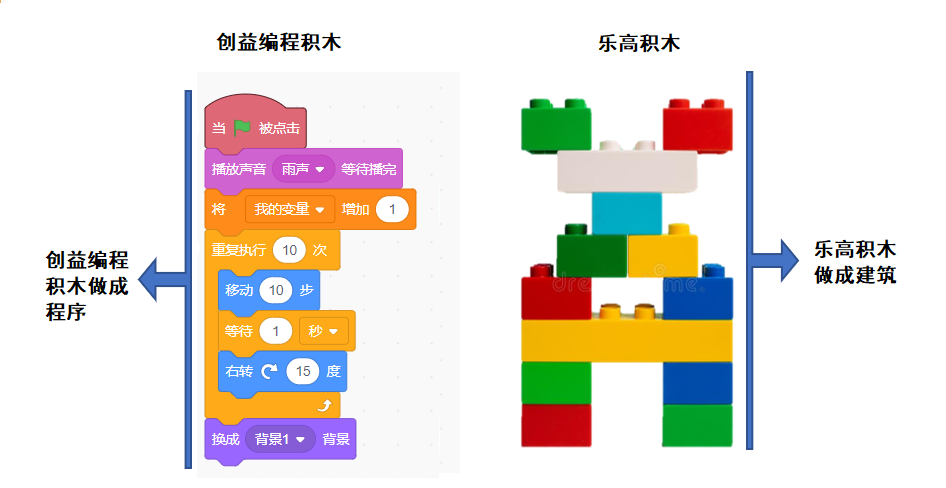 创益编程积木
乐高积木
当 被点击
播放声音 雨声 等待播完
将 我的变量 增加 1
重复执行 10 次
移动 10 步
等待 1 秒
右转 15 度
换成 背景1 背景
创益编程
积木做成
程序
乐高积木
做成建筑